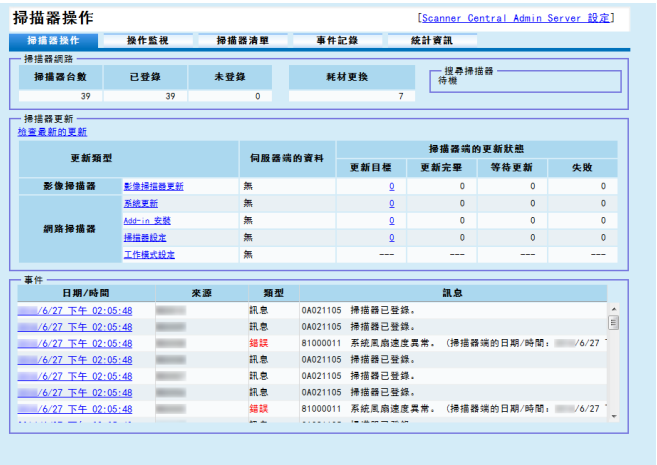 掃描器操作 [Scanner Central Admin Server 設定]
掃描器操作 操作監視 掃描器清單 事件記錄 統計資訊
掃描器網路
掃描器台數 已登錄 未登錄 耗材更換
39 39 0 7
搜尋掃描器
待機
掃描器更新
檢查最新的更新
更新類型 伺服器端的資料 掃描器端的更新狀態
更新目標 更新完畢 等待更新 失敗
影像掃描器 影像掃描器更新 無 0 0 0 0
網路掃描器 系統更新 無 0 0 0 0
Add-in 安裝 無 0 0 0 0
掃描器設定 無 0 0 0 0
工作模式設定 無 --- --- --- ---
事件
日期/時間 來源 類型 訊息
/6/27 下午 02:05:48 訊息 0A021105 掃描器已登錄。
/6/27 下午 02:05:48 訊息 0A021105 掃描器已登錄。
/6/27 下午 02:05:48 錯誤 81000011 系統風扇速度異常。 (掃描器端的日期/時間: /6/27
/6/27 下午 02:05:48 訊息 0A021105 掃描器已登錄。
/6/27 下午 02:05:48 訊息 0A021105 掃描器已登錄。
/6/27 下午 02:05:48 訊息 0A021105 掃描器已登錄。
/6/27 下午 02:05:48 錯誤 81000011 系統風扇速度異常。 (掃描器端的日期/時間: /6/27